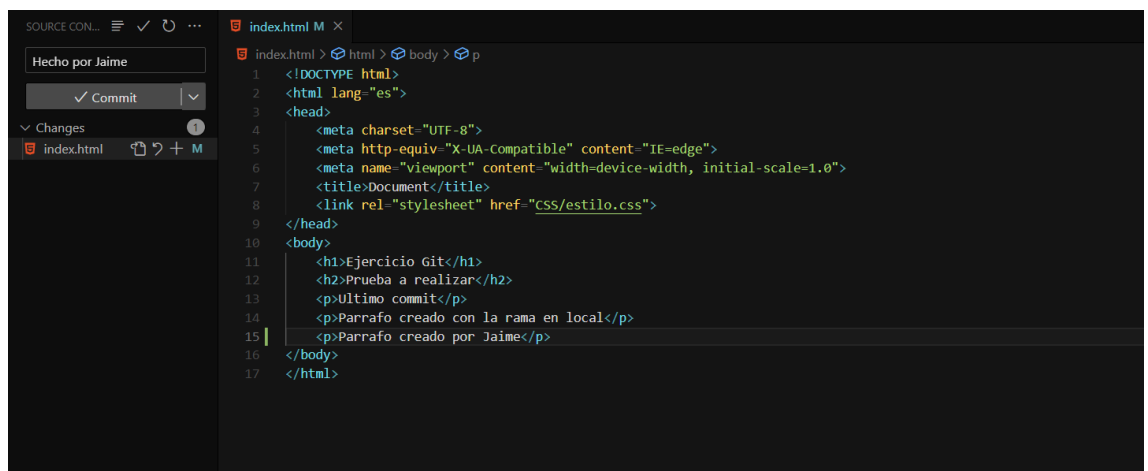 SOURCE CON...
Hecho por Jaime
Commit
Changes 1
index.html M
index.html M
index.html > html > body > p
1 <!DOCTYPE html>
2 <html lang="es">
3 <head>
4 <meta charset="UTF-8">
5 <meta http-equiv="X-UA-Compatible" content="IE=edge">
6 <meta name="viewport" content="width=device-width, initial-scale=1.0">
7 <title>Document</title>
8 <link rel="stylesheet" href="CSS/estilo.css">
9 </head>
10 <body>
11 <h1>Ejercicio Git</h1>
12 <h2>Prueba a realizar</h2>
13 <p>Ultimo commit</p>
14 <p>Parrafo creado con la rama en local</p>
15 <p>Parrafo creado por Jaime</p>
16 </body>
17 </html>